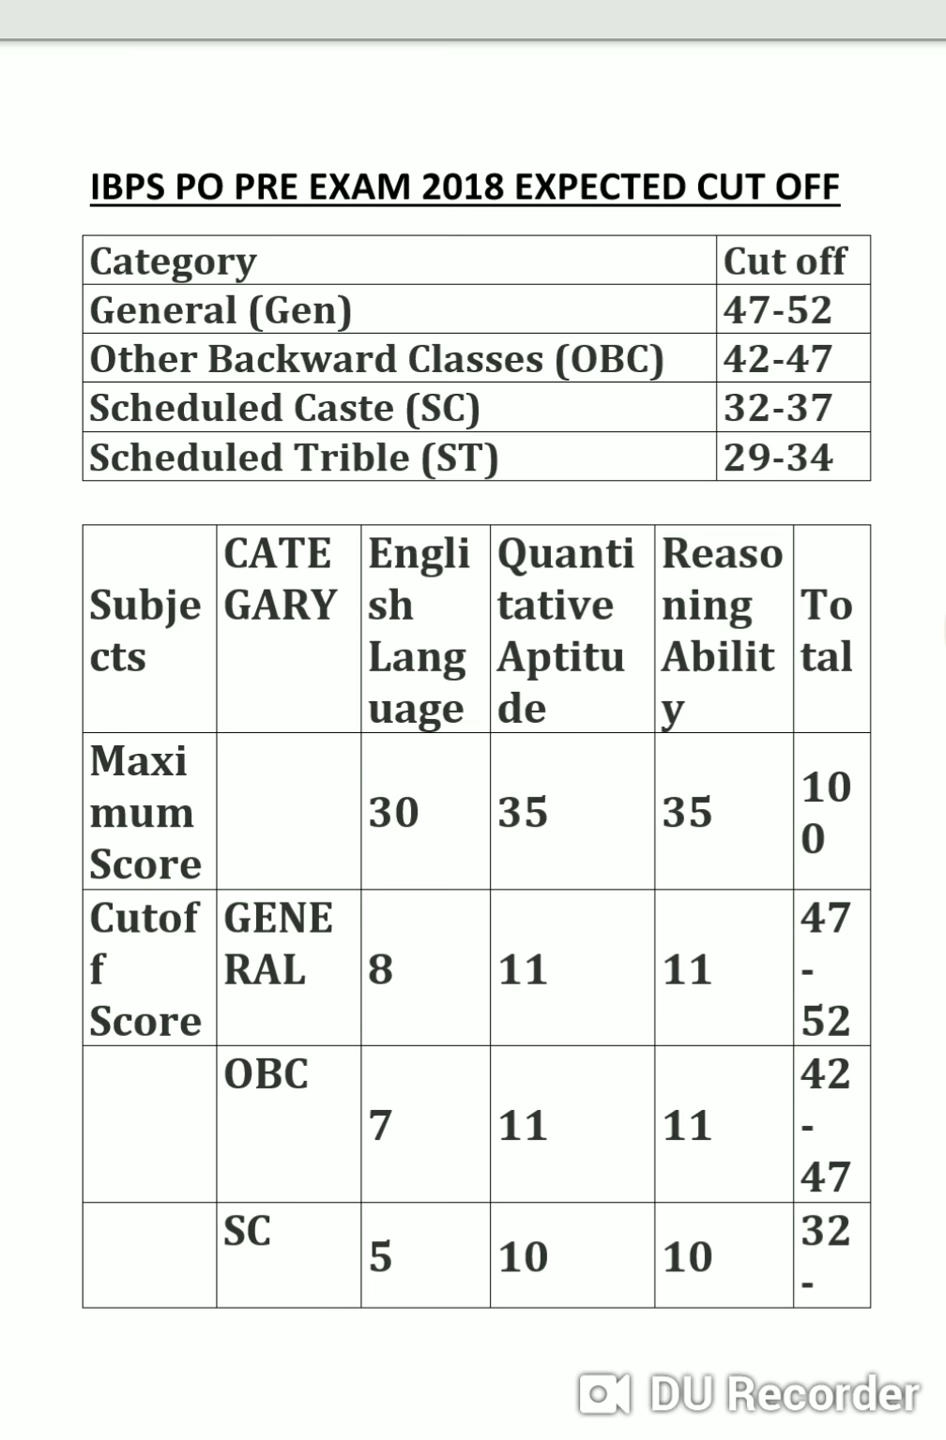 IBPS PO PRE EXAM 2018 EXPECTED CUT OFF
Category Cut off
General (Gen) 47-52
Other Backward Classes (OBC) 42-47
Scheduled Caste (SC) 32-37
Scheduled Trible (ST) 29-34
CATE Engli Quanti Reaso
Subje GARY sh tative ning To
cts Lang Aptitu Abilit tal
uage de y
Maxi
mum 30 35 35 10
Score 0
Cutof GENE 47
f RAL 8 11 11 -
Score 52
OBC 42
7 11 11 -
47
SC 32
5 10 10 -
DU Recorder